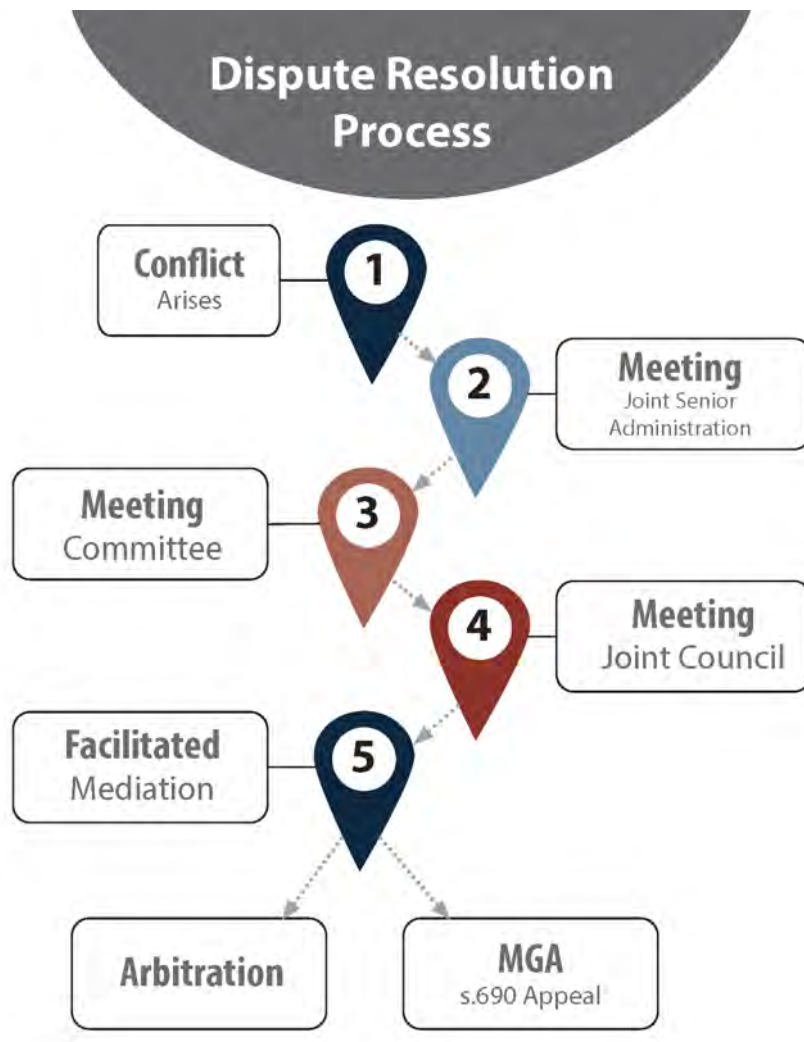 Dispute Resolution
Process
1
Conflict
Arises
2
Meeting
Joint Senior
Administration
3
Meeting
Committee
4
Meeting
Joint Council
5
Facilitated
Mediation
Arbitration
MGA
s.690 Appeal